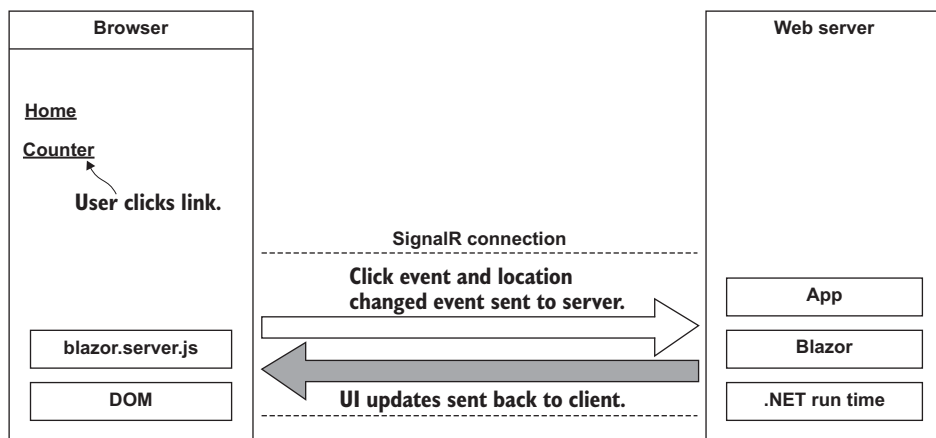 Browser
Web server
Home
Counter
User clicks link.
SignalR connection
Click event and location
changed event sent to server.
App
blazor.server.js
Blazor
DOM
UI updates sent back to client.
.NET run time